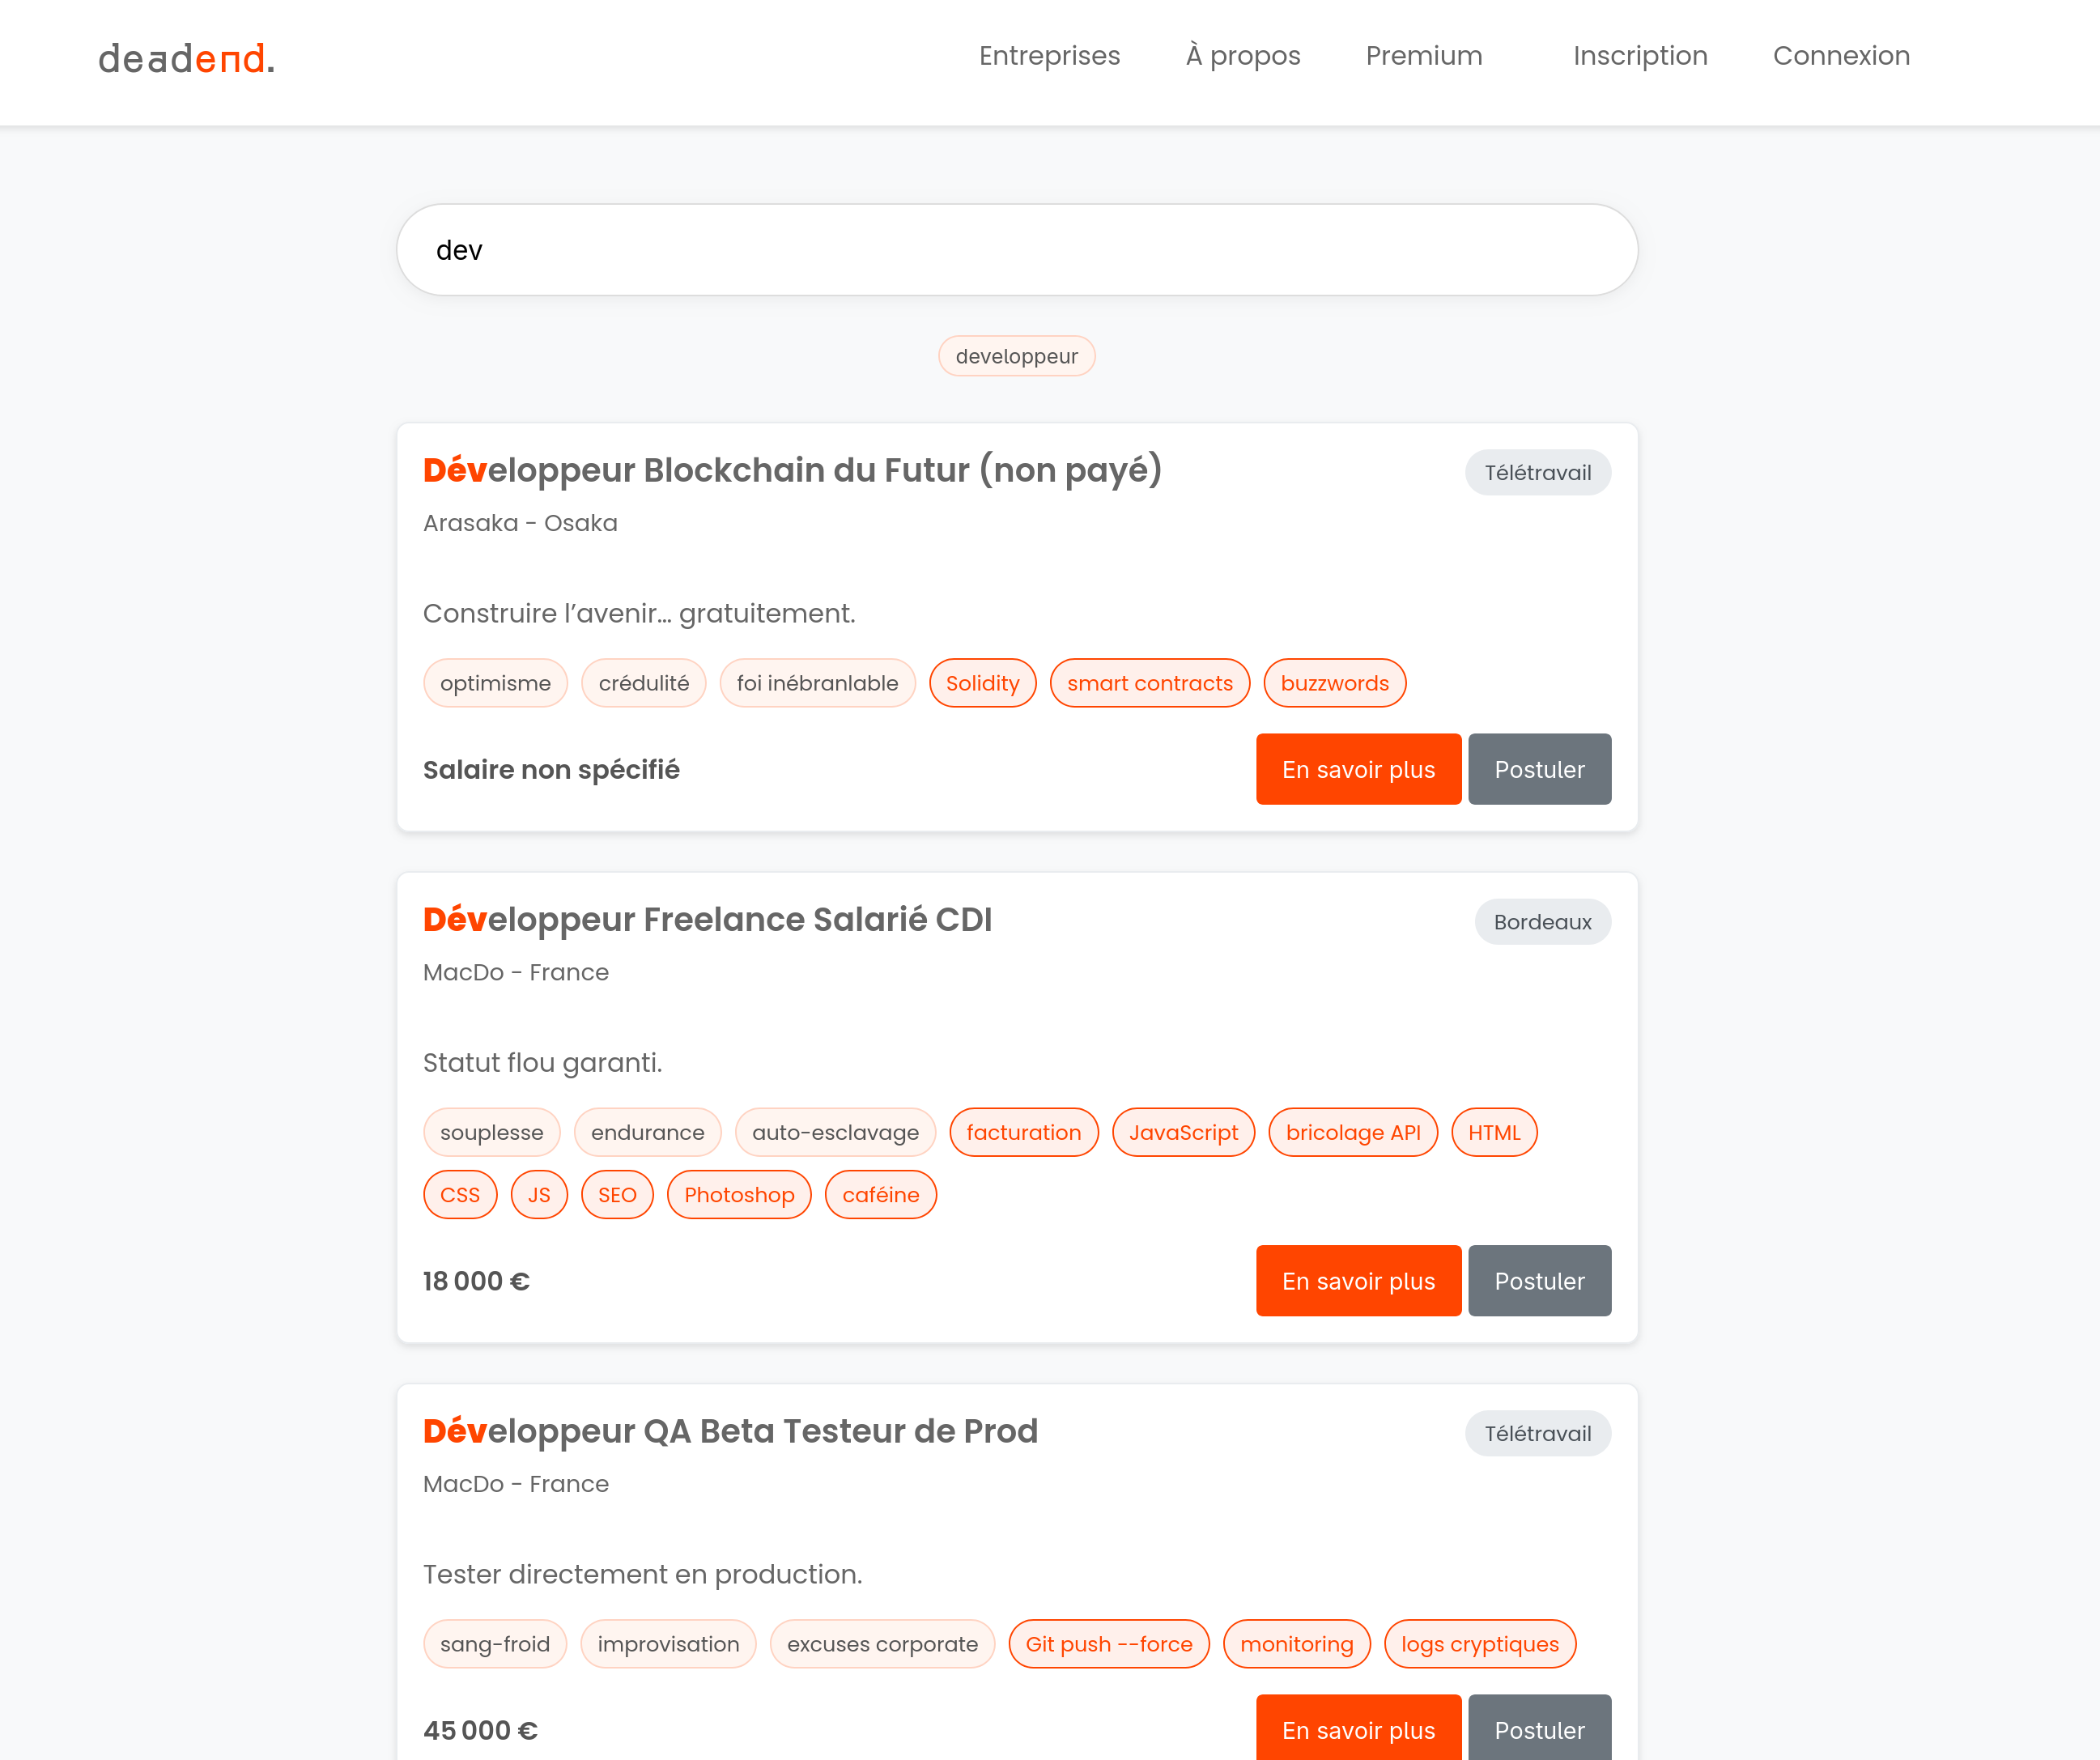 deadend.
Entreprises À propos Premium Inscription Connexion
dev
developpeur
Développeur Blockchain du Futur (non payé) Télétravail
Arasaka - Osaka
Construire l’avenir... gratuitement.
optimisme crédulité foi inébranlable Solidity smart contracts buzzwords
Salaire non spécifié En savoir plus Postuler
Développeur Freelance Salarié CDI Bordeaux
MacDo - France
Statut flou garanti.
souplesse endurance auto-esclavage facturation JavaScript bricolage API HTML
CSS JS SEO Photoshop caféine
18 000 € En savoir plus Postuler
Développeur QA Beta Testeur de Prod Télétravail
MacDo - France
Tester directement en production.
sang-froid improvisation excuses corporate Git push --force monitoring logs cryptiques
45 000 € En savoir plus Postuler